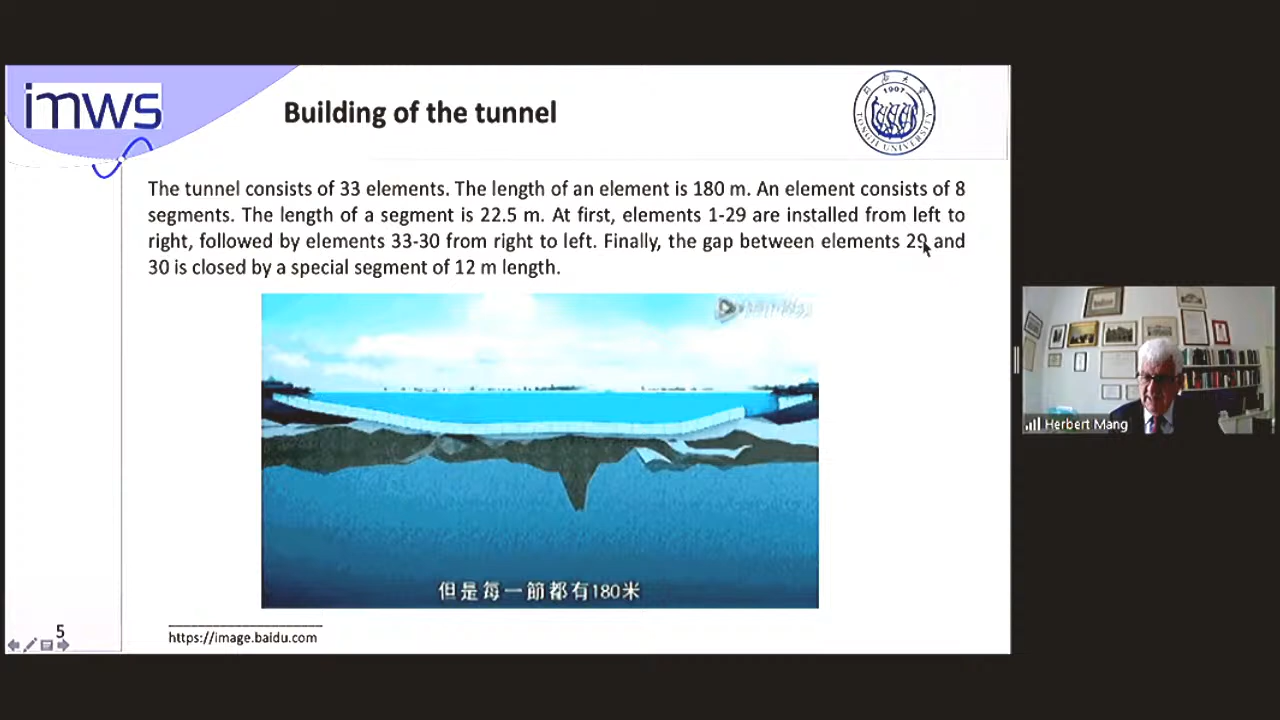 imws
Building of the tunnel
1907
TONGJI UNIVERSITY
The tunnel consists of 33 elements. The length of an element is 180 m. An element consists of 8
segments. The length of a segment is 22.5 m. At first, elements 1-29 are installed from left to
right, followed by elements 33-30 from right to left. Finally, the gap between elements 29 and
30 is closed by a special segment of 12 m length.
但是每一節都有180米
Herbert Mang
5
https://image.baidu.com